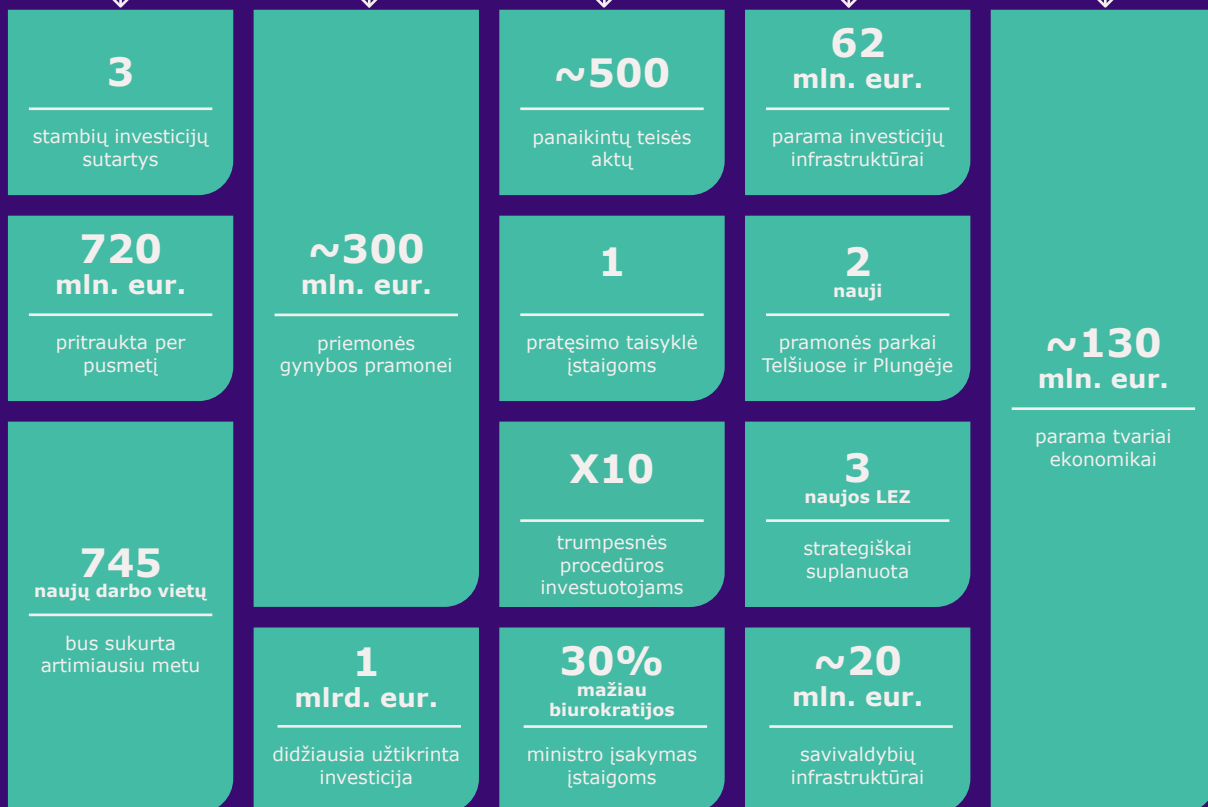 3
stambių investicijų
sutartys
720
mln. eur.
pritraukta per
pusmetį
745
naujų darbo vietų
bus sukurta
artimiausiu metu
~300
mln. eur.
priemonės
gynybos pramonei
1
mlrd. eur.
didžiausia užtikrinta
investicija
~500
panaikintų teisės
aktų
1
pratęsimo taisyklė
įstaigoms
X10
trumpesnės
procedūros
investuotojams
30%
mažiau
biurokratijos
ministro įsakymas
įstaigoms
62
mln. eur.
parama investicijų
infrastruktūrai
2
nauji
pramonės parkai
Telšiuose ir Plungėje
3
naujos LEZ
strategiškai
suplanuota
~20
mln. eur.
savivaldybių
infrastruktūrai
~130
mln. eur.
parama tvariai
ekonomikai